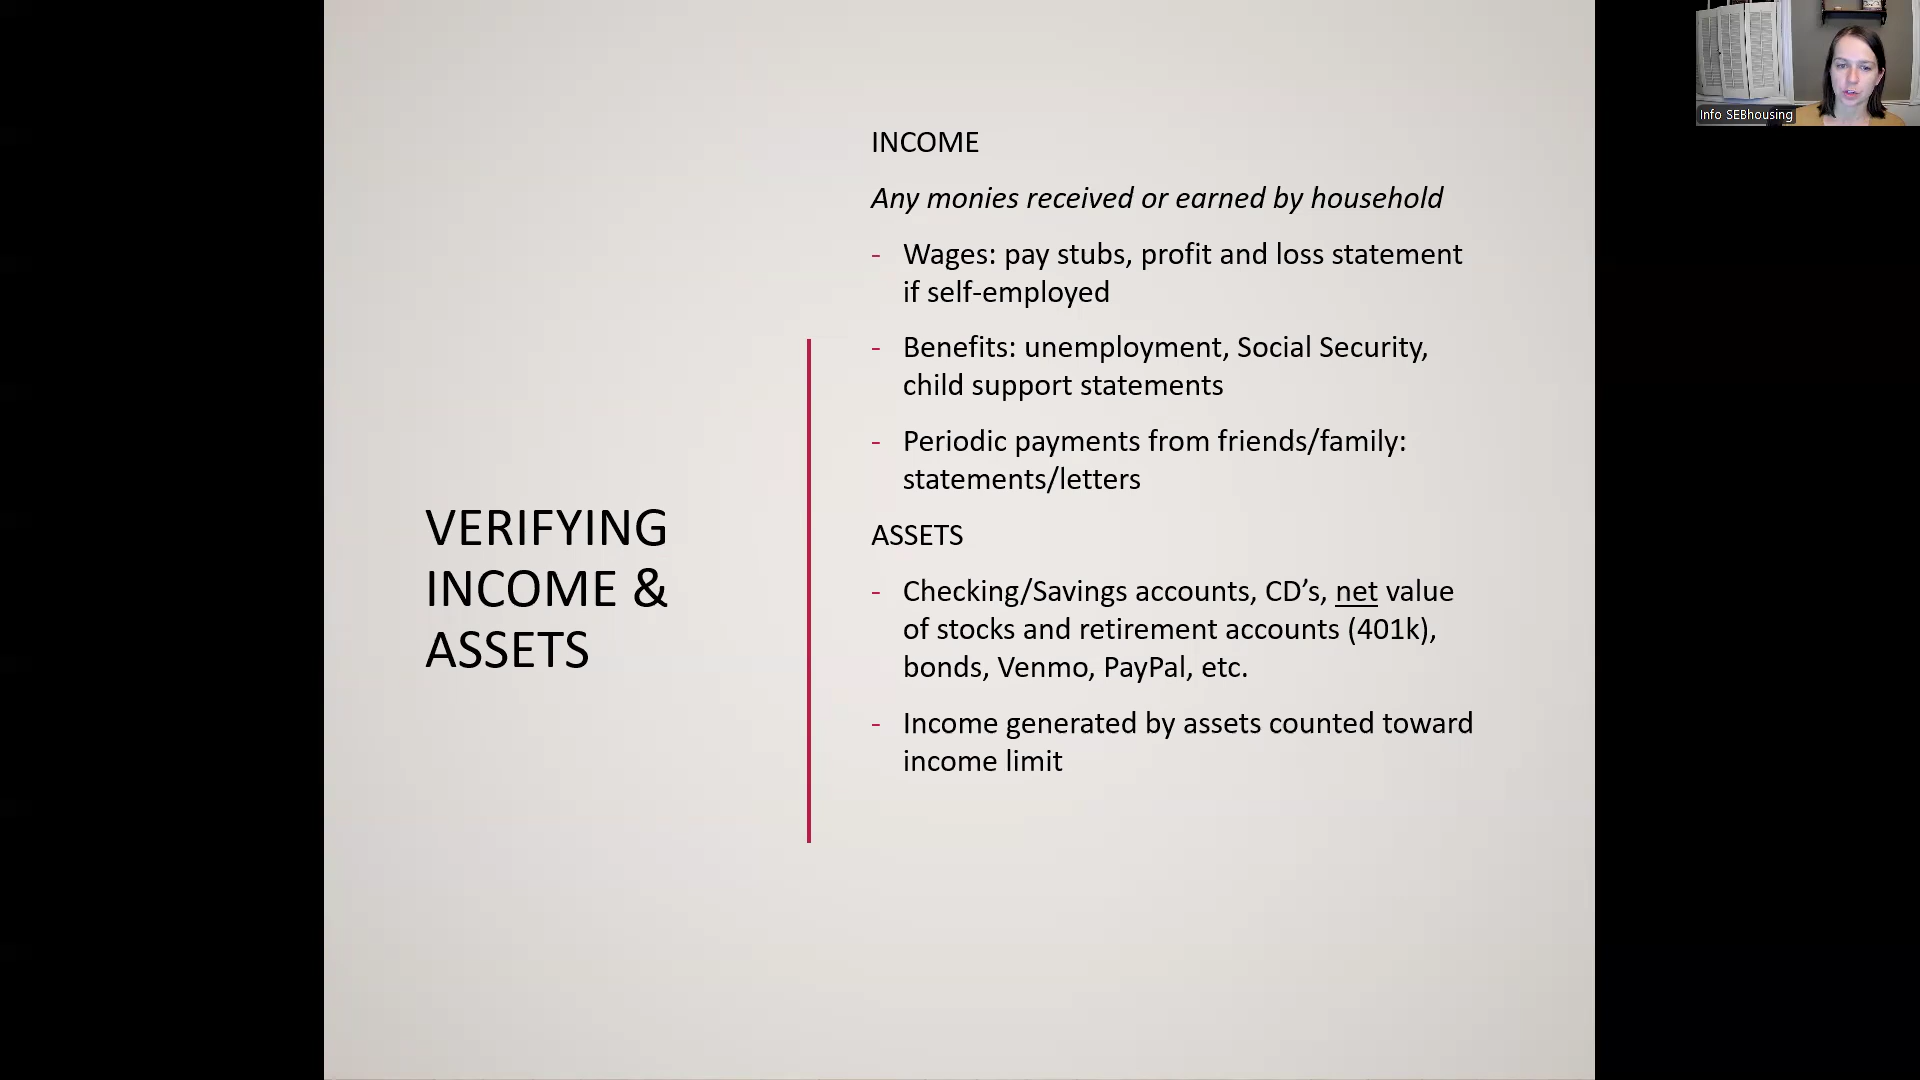 VERIFYING
INCOME &
ASSETS
INCOME
Any monies received or earned by household
- Wages: pay stubs, profit and loss statement
if self-employed
- Benefits: unemployment, Social Security,
child support statements
- Periodic payments from friends/family:
statements/letters
ASSETS
- Checking/Savings accounts, CD’s, net value
of stocks and retirement accounts (401k),
bonds, Venmo, PayPal, etc.
- Income generated by assets counted toward
income limit
Info SEBhousing